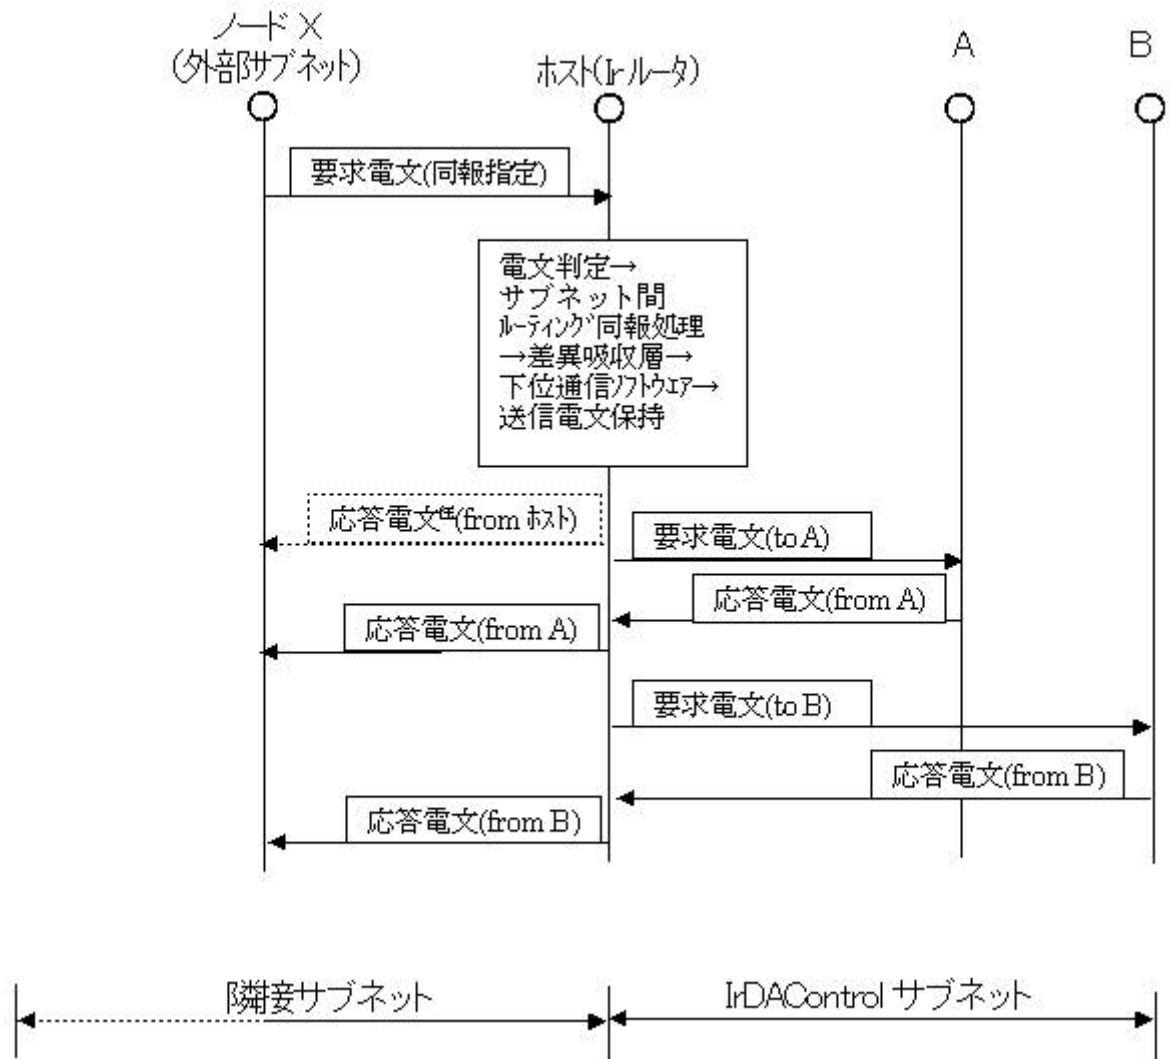 ノード X
(外部サブネット)
ホスト(Ir ルータ)
A
B
要求電文(同報指定)
電文判定→
サブネット間
ルーティング同報処理
→差異吸収層→
下位通信ソフトウエア→
送信電文保持
応答電文注(from ホスト)
要求電文(to A)
応答電文(from A)
応答電文(from A)
要求電文(to B)
応答電文(from B)
応答電文(from B)
隣接サブネット
IrDAControl サブネット